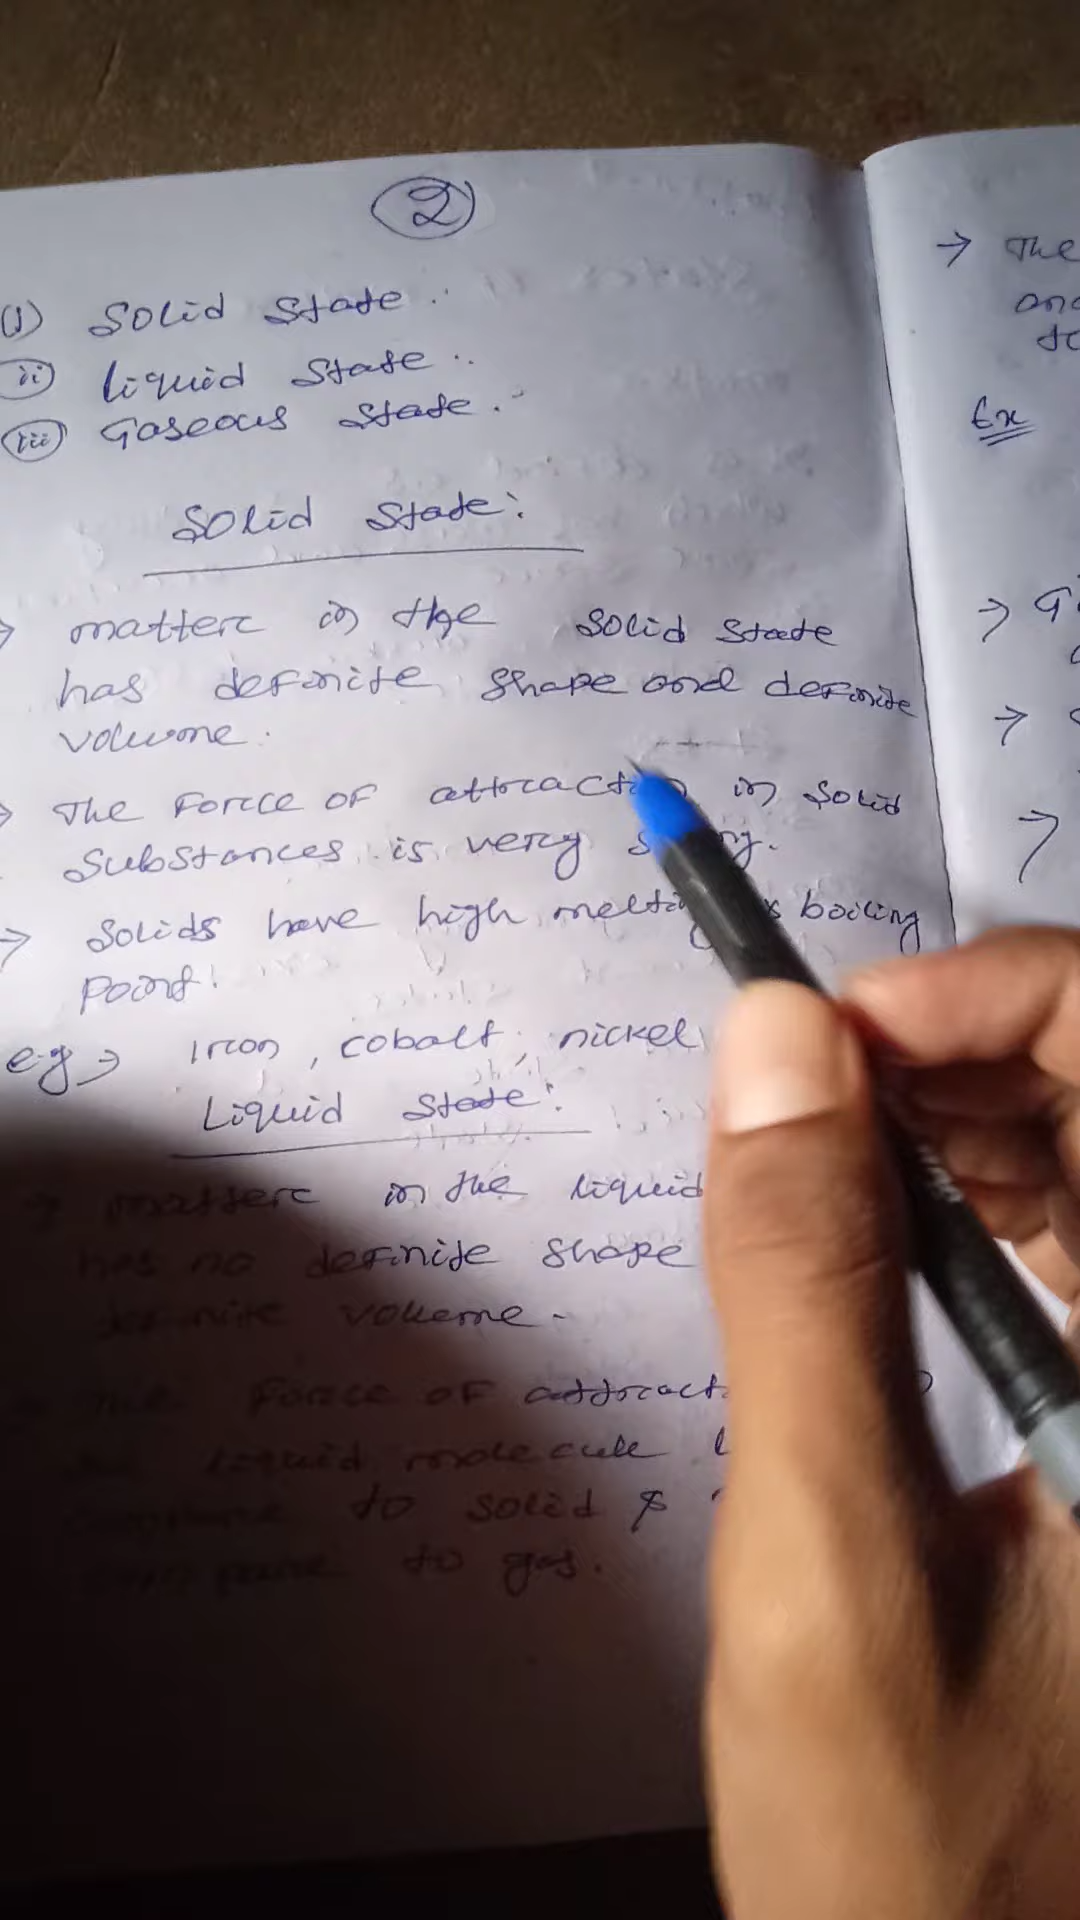 2
(i) Solid State
(ii) Liquid State
(iii) Gaseous State
Solid State:
→ matter in the solid state
has definite shape and definite
volume.
→ The Force of attraction in solid
substances is very
→ Solids have high melting & boiling
point.
e.g → Iron, cobalt, nickel
Liquid State:
→ matter in the liquid
has no definite shape
definite volume.
Force of
liquid molecule
to solid &
to gas.
→ The
Ex